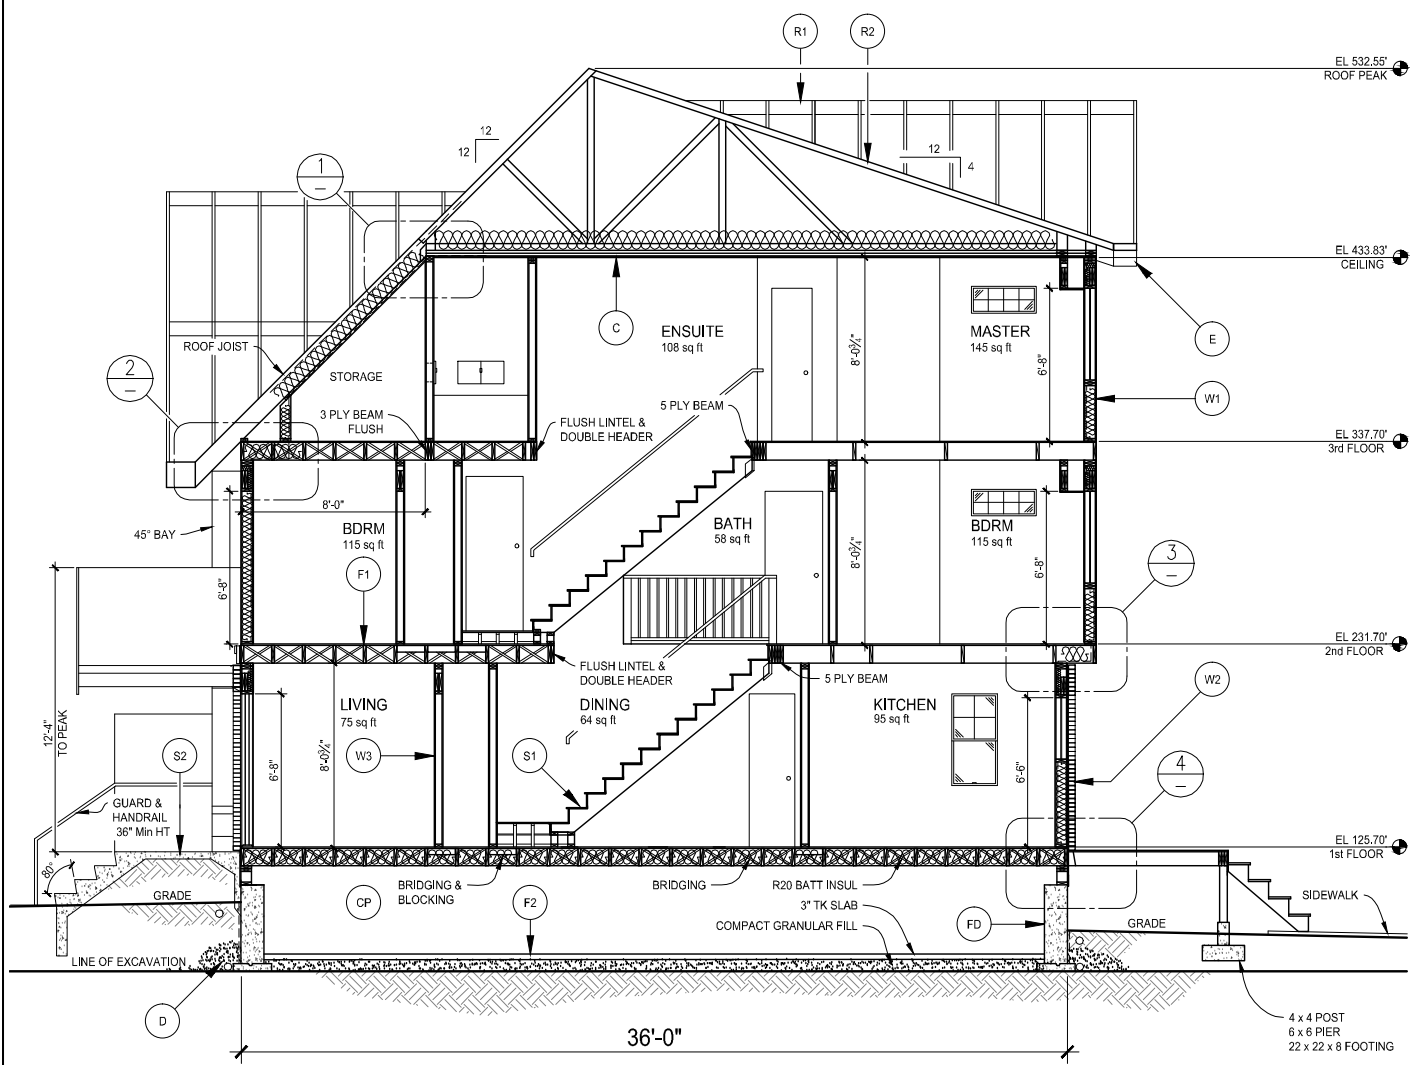 R1
R2
EL 532.55'
ROOF PEAK
12
12
12
4
1
EL 433.83'
CEILING
C
ENSUITE
108 sq ft
MASTER
145 sq ft
E
ROOF JOIST
2
STORAGE
8'-0¾"
6'-8"
W1
3 PLY BEAM
FLUSH
FLUSH LINTEL &
DOUBLE HEADER
5 PLY BEAM
EL 337.70'
3rd FLOOR
8'-0"
45° BAY
BDRM
115 sq ft
BATH
58 sq ft
BDRM
115 sq ft
F1
6'-8"
8'-0¾"
6'-8"
3
EL 231.70'
2nd FLOOR
FLUSH LINTEL &
DOUBLE HEADER
5 PLY BEAM
LIVING
75 sq ft
DINING
64 sq ft
KITCHEN
95 sq ft
W2
12'-4"
TO PEAK
S2
W3
S1
6'-8"
8'-0¾"
6'-6"
4
GUARD &
HANDRAIL
36" Min HT
80°
EL 125.70'
1st FLOOR
BRIDGING &
BLOCKING
BRIDGING
R20 BATT INSUL
3" TK SLAB
COMPACT GRANULAR FILL
GRADE
CP
F2
FD
GRADE
SIDEWALK
LINE OF EXCAVATION
D
36'-0"
4 x 4 POST
6 x 6 PIER
22 x 22 x 8 FOOTING